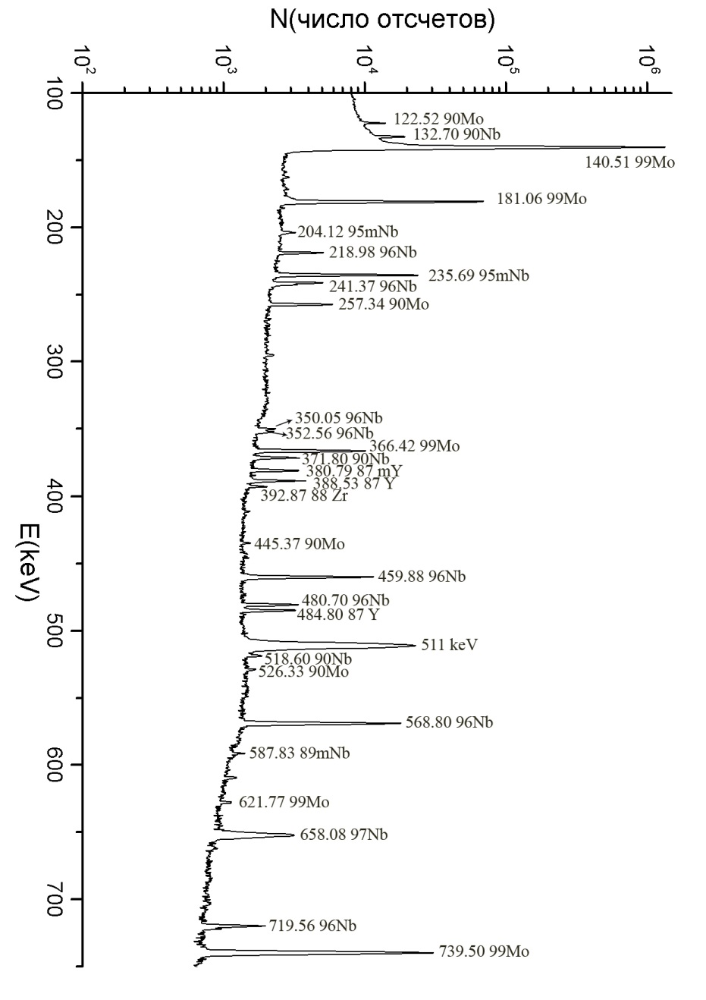 N(число отсчетов)
10²
10³
10⁴
10⁵
10⁶
100
200
300
400
500
600
700
E(keV)
122.52 90Mo
132.70 90Nb
140.51 99Mo
181.06 99Mo
204.12 95mNb
218.98 96Nb
235.69 95mNb
241.37 96Nb
257.34 90Mo
350.05 96Nb
352.56 96Nb
366.42 99Mo
371.80 90Nb
380.79 87 mY
388.53 87 Y
392.87 88 Zr
445.37 90Mo
459.88 96Nb
480.70 96Nb
484.80 87 Y
511 keV
518.60 90Nb
526.33 90Mo
568.80 96Nb
587.83 89mNb
621.77 99Mo
658.08 97Nb
719.56 96Nb
739.50 99Mo